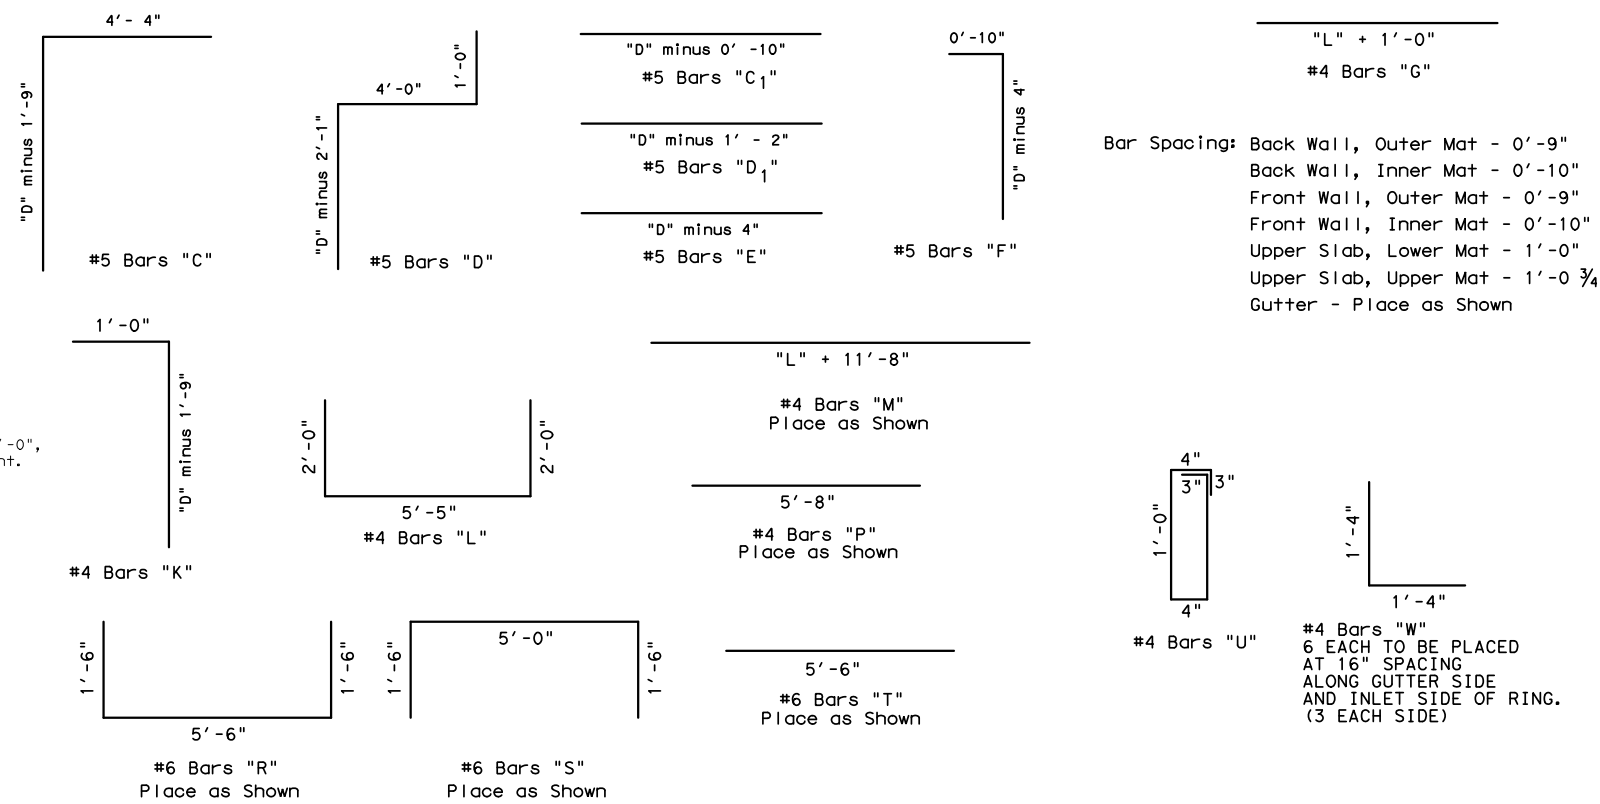 4'- 4"
"D" minus 1'-9"
#5 Bars "C"
4'-0"
1'-0"
"D" minus 2'-1"
#5 Bars "D"
"D" minus 0' -10"
#5 Bars "C1"
"D" minus 1' - 2"
#5 Bars "D1"
"D" minus 4"
#5 Bars "E"
0'-10"
"D" minus 4"
#5 Bars "F"
"L" + 1'-0"
#4 Bars "G"
Bar Spacing: Back Wall, Outer Mat - 0'-9"
Back Wall, Inner Mat - 0'-10"
Front Wall, Outer Mat - 0'-9"
Front Wall, Inner Mat - 0'-10"
Upper Slab, Lower Mat - 1'-0"
Upper Slab, Upper Mat - 1'-0 ¾
Gutter - Place as Shown
'-0",
nt.
1'-0"
"D" minus 1'-9"
#4 Bars "K"
2'-0"
2'-0"
5'-5"
#4 Bars "L"
"L" + 11'-8"
#4 Bars "M"
Place as Shown
5'-8"
#4 Bars "P"
Place as Shown
4"
3"
3"
1'-0"
4"
#4 Bars "U"
1'-4"
1'-4"
#4 Bars "W"
6 EACH TO BE PLACED
AT 16" SPACING
ALONG GUTTER SIDE
AND INLET SIDE OF RING.
(3 EACH SIDE)
1'-6"
1'-6"
5'-6"
#6 Bars "R"
Place as Shown
1'-6"
5'-0"
1'-6"
#6 Bars "S"
Place as Shown
5'-6"
#6 Bars "T"
Place as Shown